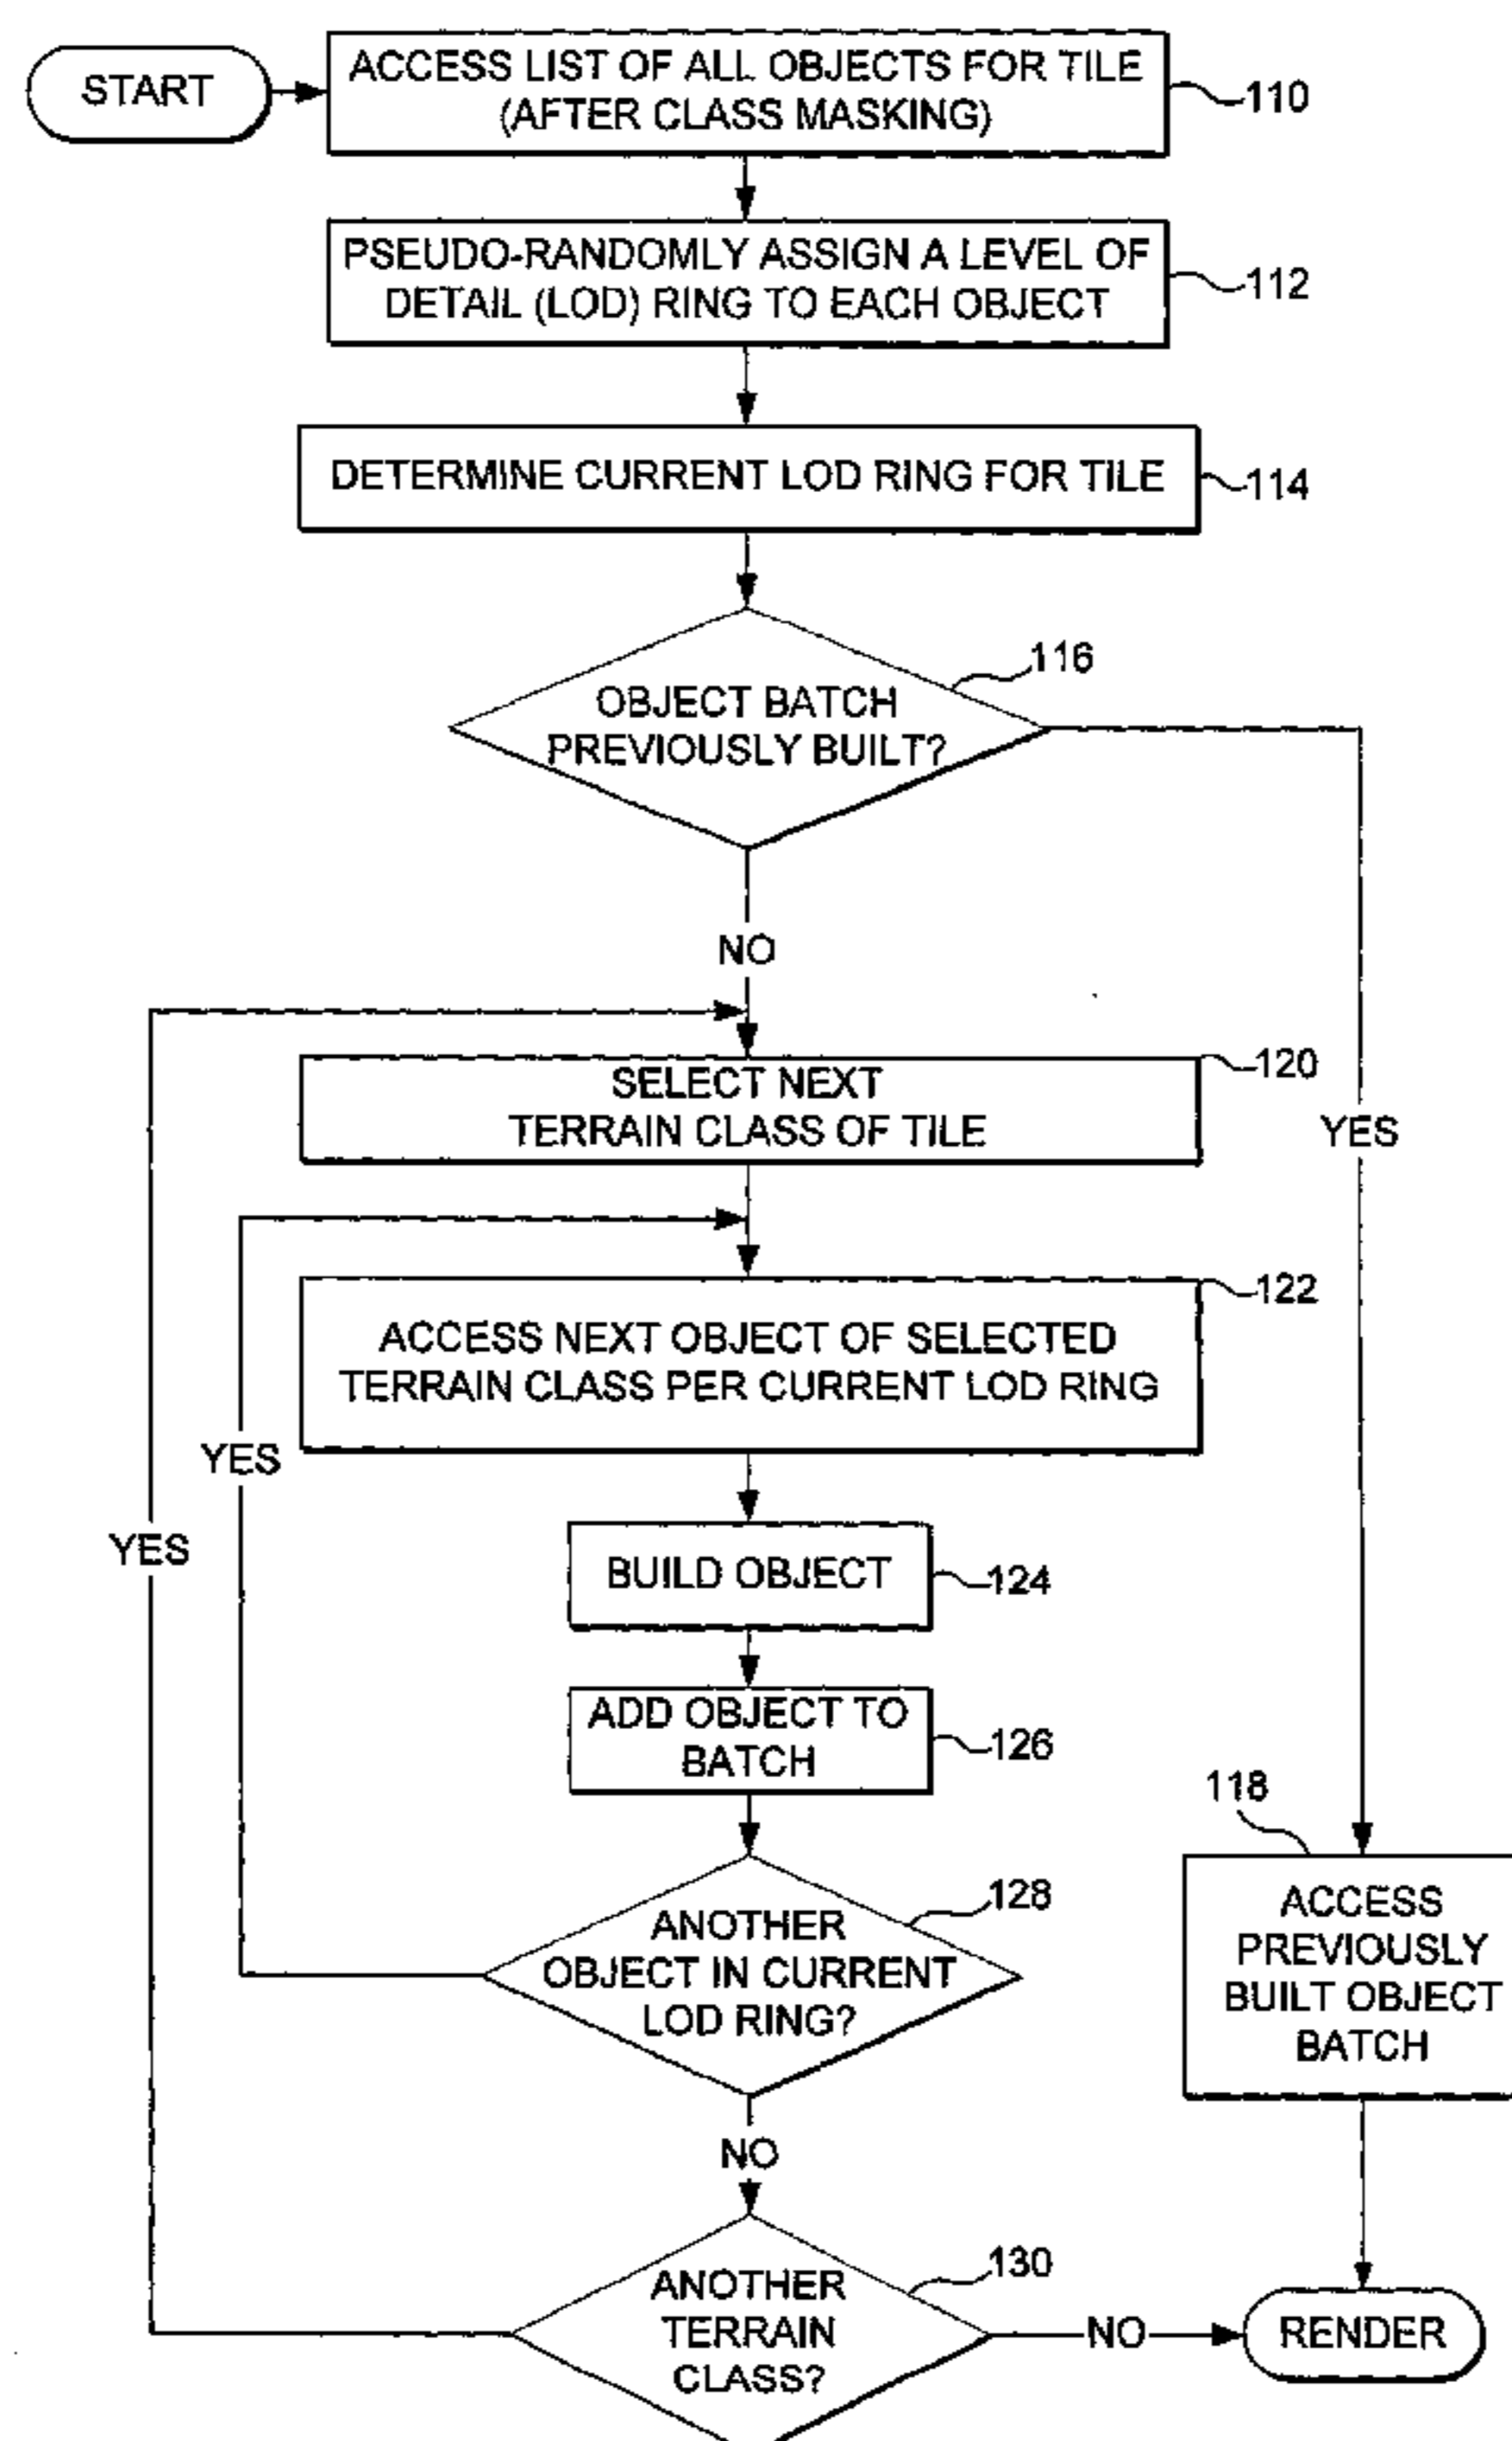 START
ACCESS LIST OF ALL OBJECTS FOR TILE
(AFTER CLASS MASKING)
110
PSEUDO-RANDOMLY ASSIGN A LEVEL OF
DETAIL (LOD) RING TO EACH OBJECT
112
DETERMINE CURRENT LOD RING FOR TILE
114
116
OBJECT BATCH
PREVIOUSLY BUILT?
NO
120
SELECT NEXT
TERRAIN CLASS OF TILE
YES
122
ACCESS NEXT OBJECT OF SELECTED
TERRAIN CLASS PER CURRENT LOD RING
YES
YES
BUILD OBJECT
124
ADD OBJECT TO
BATCH
126
118
128
ANOTHER
OBJECT IN CURRENT
LOD RING?
ACCESS
PREVIOUSLY
BUILT OBJECT
BATCH
NO
130
ANOTHER
TERRAIN
CLASS?
NO
RENDER